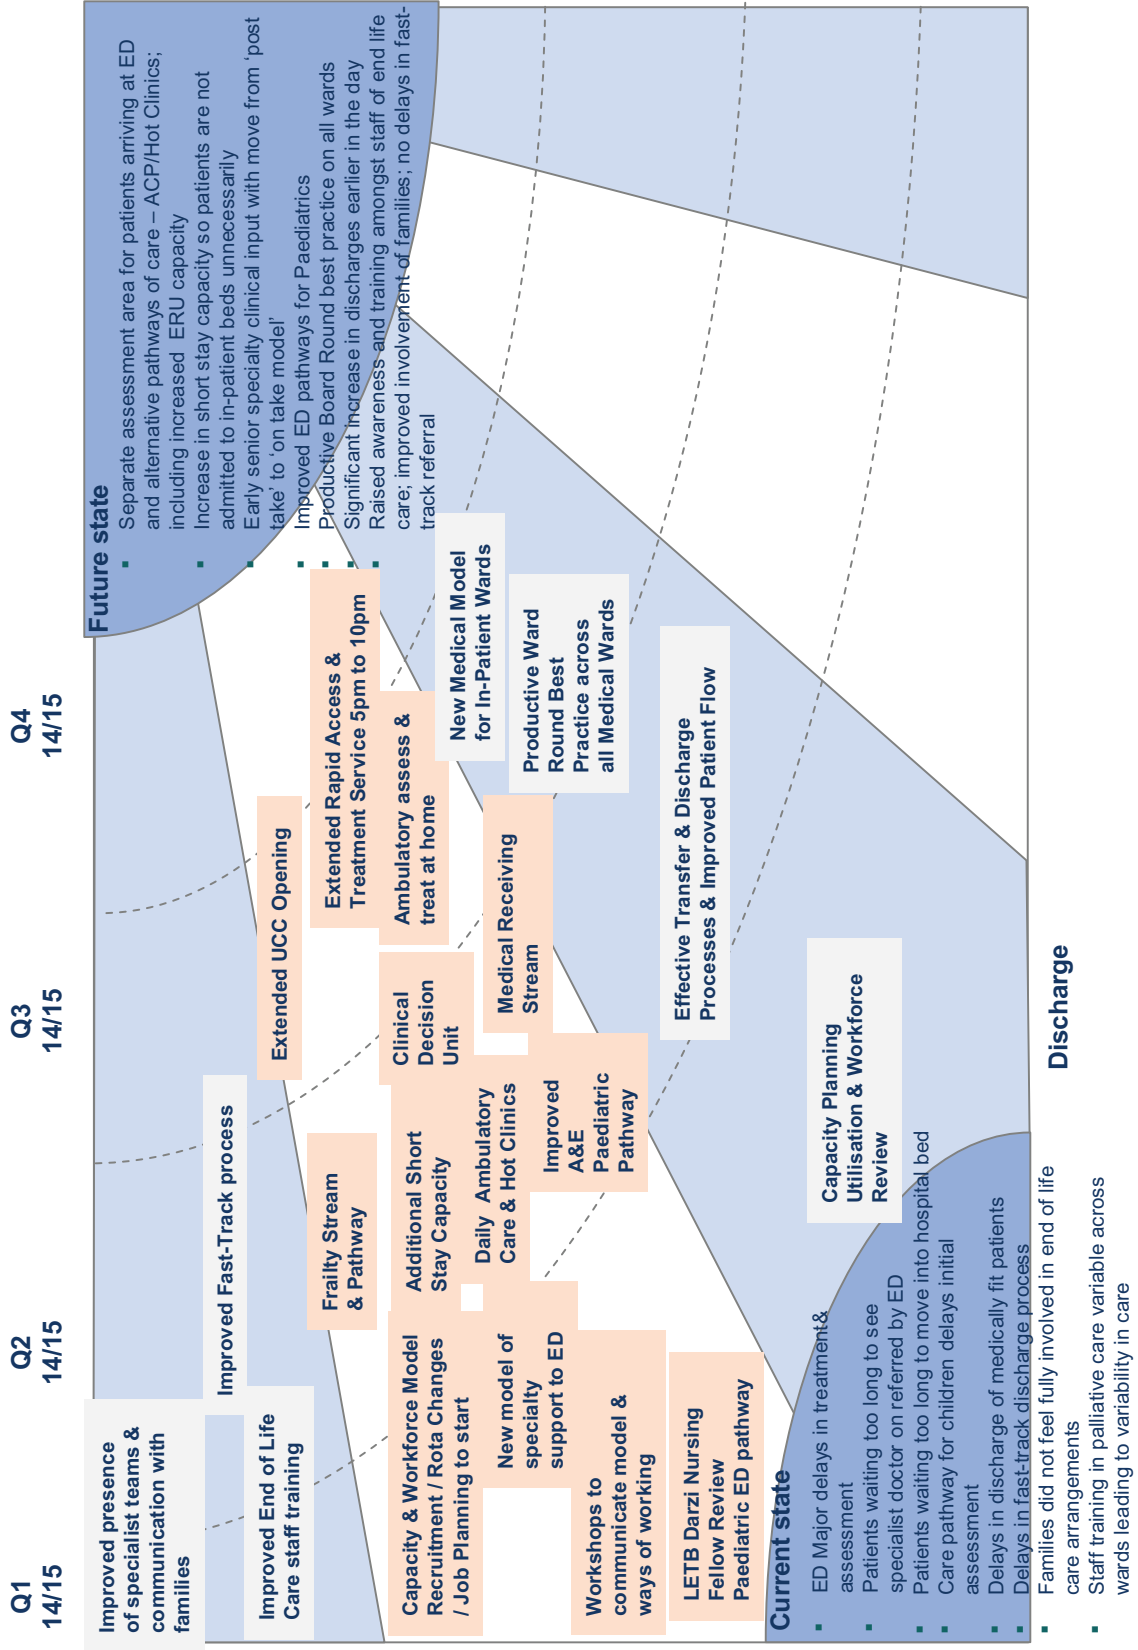 Q1
14/15
Q2
14/15
Q3
14/15
Q4
14/15
Future state
Separate assessment area for patients arriving at ED
and alternative pathways of care – ACP/Hot Clinics;
including increased ERU capacity
Increase in short stay capacity so patients are not
admitted to in-patient beds unnecessarily
Early senior specialty clinical input with move from ‘post
take’ to ‘on take model’
Improved ED pathways for Paediatrics
Productive Board Round best practice on all wards
Significant increase in discharges earlier in the day
Raised awareness and training amongst staff of end life
care; improved involvement of families; no delays in fast-
track referral
Improved presence
of specialist teams &
communication with
families
Improved Fast-Track process
Improved End of Life
Care staff training
Extended UCC Opening
Frailty Stream
& Pathway
Extended Rapid Access &
Treatment Service 5pm to 10pm
Capacity & Workforce Model
Recruitment / Rota Changes
/ Job Planning to start
Additional Short
Stay Capacity
Clinical
Decision
Unit
Ambulatory assess &
treat at home
New Medical Model
for In-Patient Wards
New model of
specialty
support to ED
Daily Ambulatory
Care & Hot Clinics
Medical Receiving
Stream
Productive Ward
Round Best
Practice across
all Medical Wards
Improved
A&E
Paediatric
Pathway
Workshops to
communicate model &
ways of working
LETB Darzi Nursing
Fellow Review
Paediatric ED pathway
Effective Transfer & Discharge
Processes & Improved Patient Flow
Capacity Planning
Utilisation & Workforce
Review
Current state
ED Major delays in treatment&
assessment
Patients waiting too long to see
specialist doctor on referred by ED
Patients waiting too long to move into hospital bed
Care pathway for children delays initial
assessment
Delays in discharge of medically fit patients
Delays in fast-track discharge process
Families did not feel fully involved in end of life
care arrangements
Staff training in palliative care variable across
wards leading to variability in care
Discharge